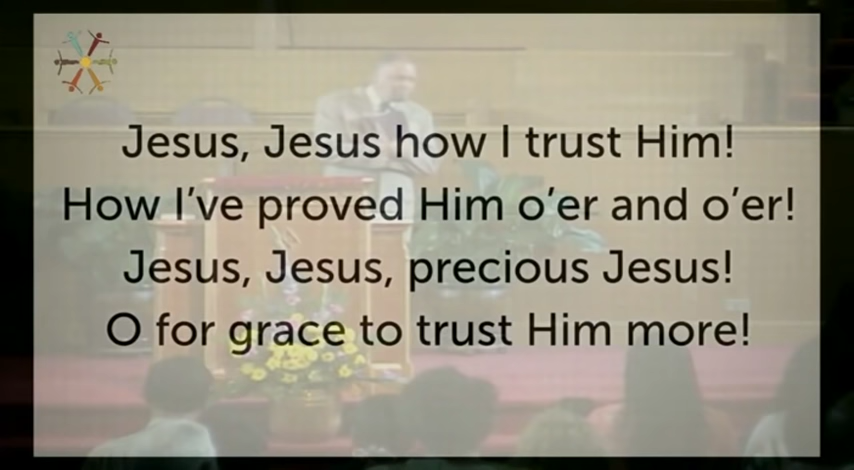 Jesus, Jesus how I trust Him!
How I've proved Him o'er and o'er!
Jesus, Jesus, precious Jesus!
O for grace to trust Him more!